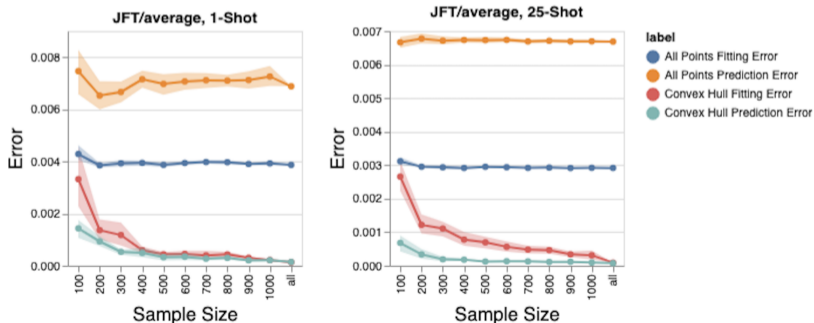 JFT/average, 1-Shot
Error
0.008
0.006
0.004
0.002
0.000
100
200
300
400
500
600
700
800
900
1000
all
Sample Size
JFT/average, 25-Shot
Error
0.007
0.006
0.005
0.004
0.003
0.002
0.001
0.000
100
200
300
400
500
600
700
800
900
1000
all
Sample Size
label
All Points Fitting Error
All Points Prediction Error
Convex Hull Fitting Error
Convex Hull Prediction Error